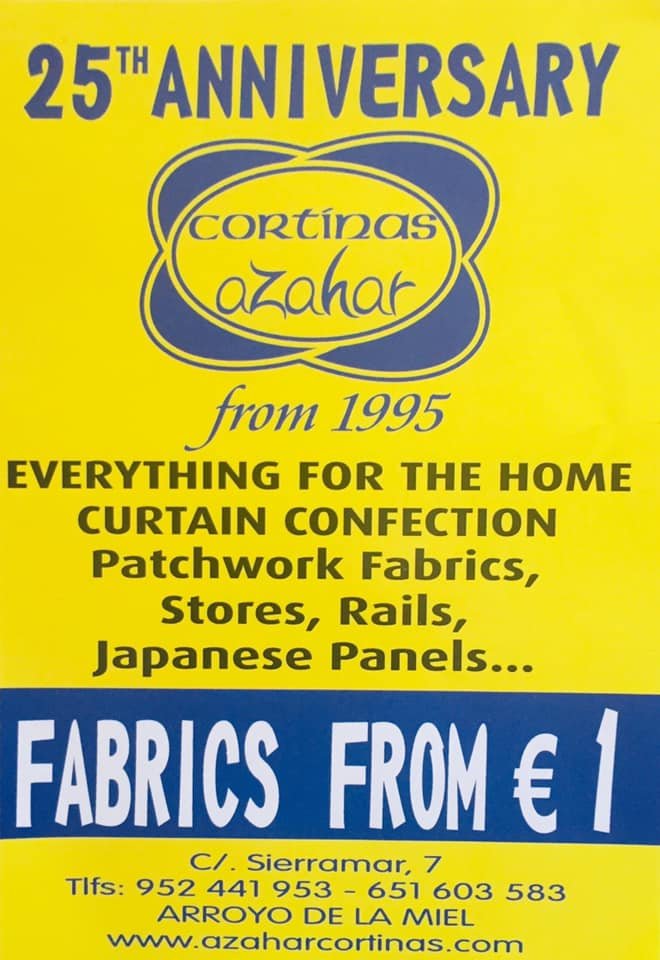 25TH ANNIVERSARY
cortinas
azahar
from 1995
EVERYTHING FOR THE HOME
CURTAIN CONFECTION
Patchwork Fabrics,
Stores, Rails,
Japanese Panels...
FABRICS FROM € 1
C/. Sierramar, 7
Tlfs: 952 441 953 - 651 603 583
ARROYO DE LA MIEL
www.azaharcortinas.com